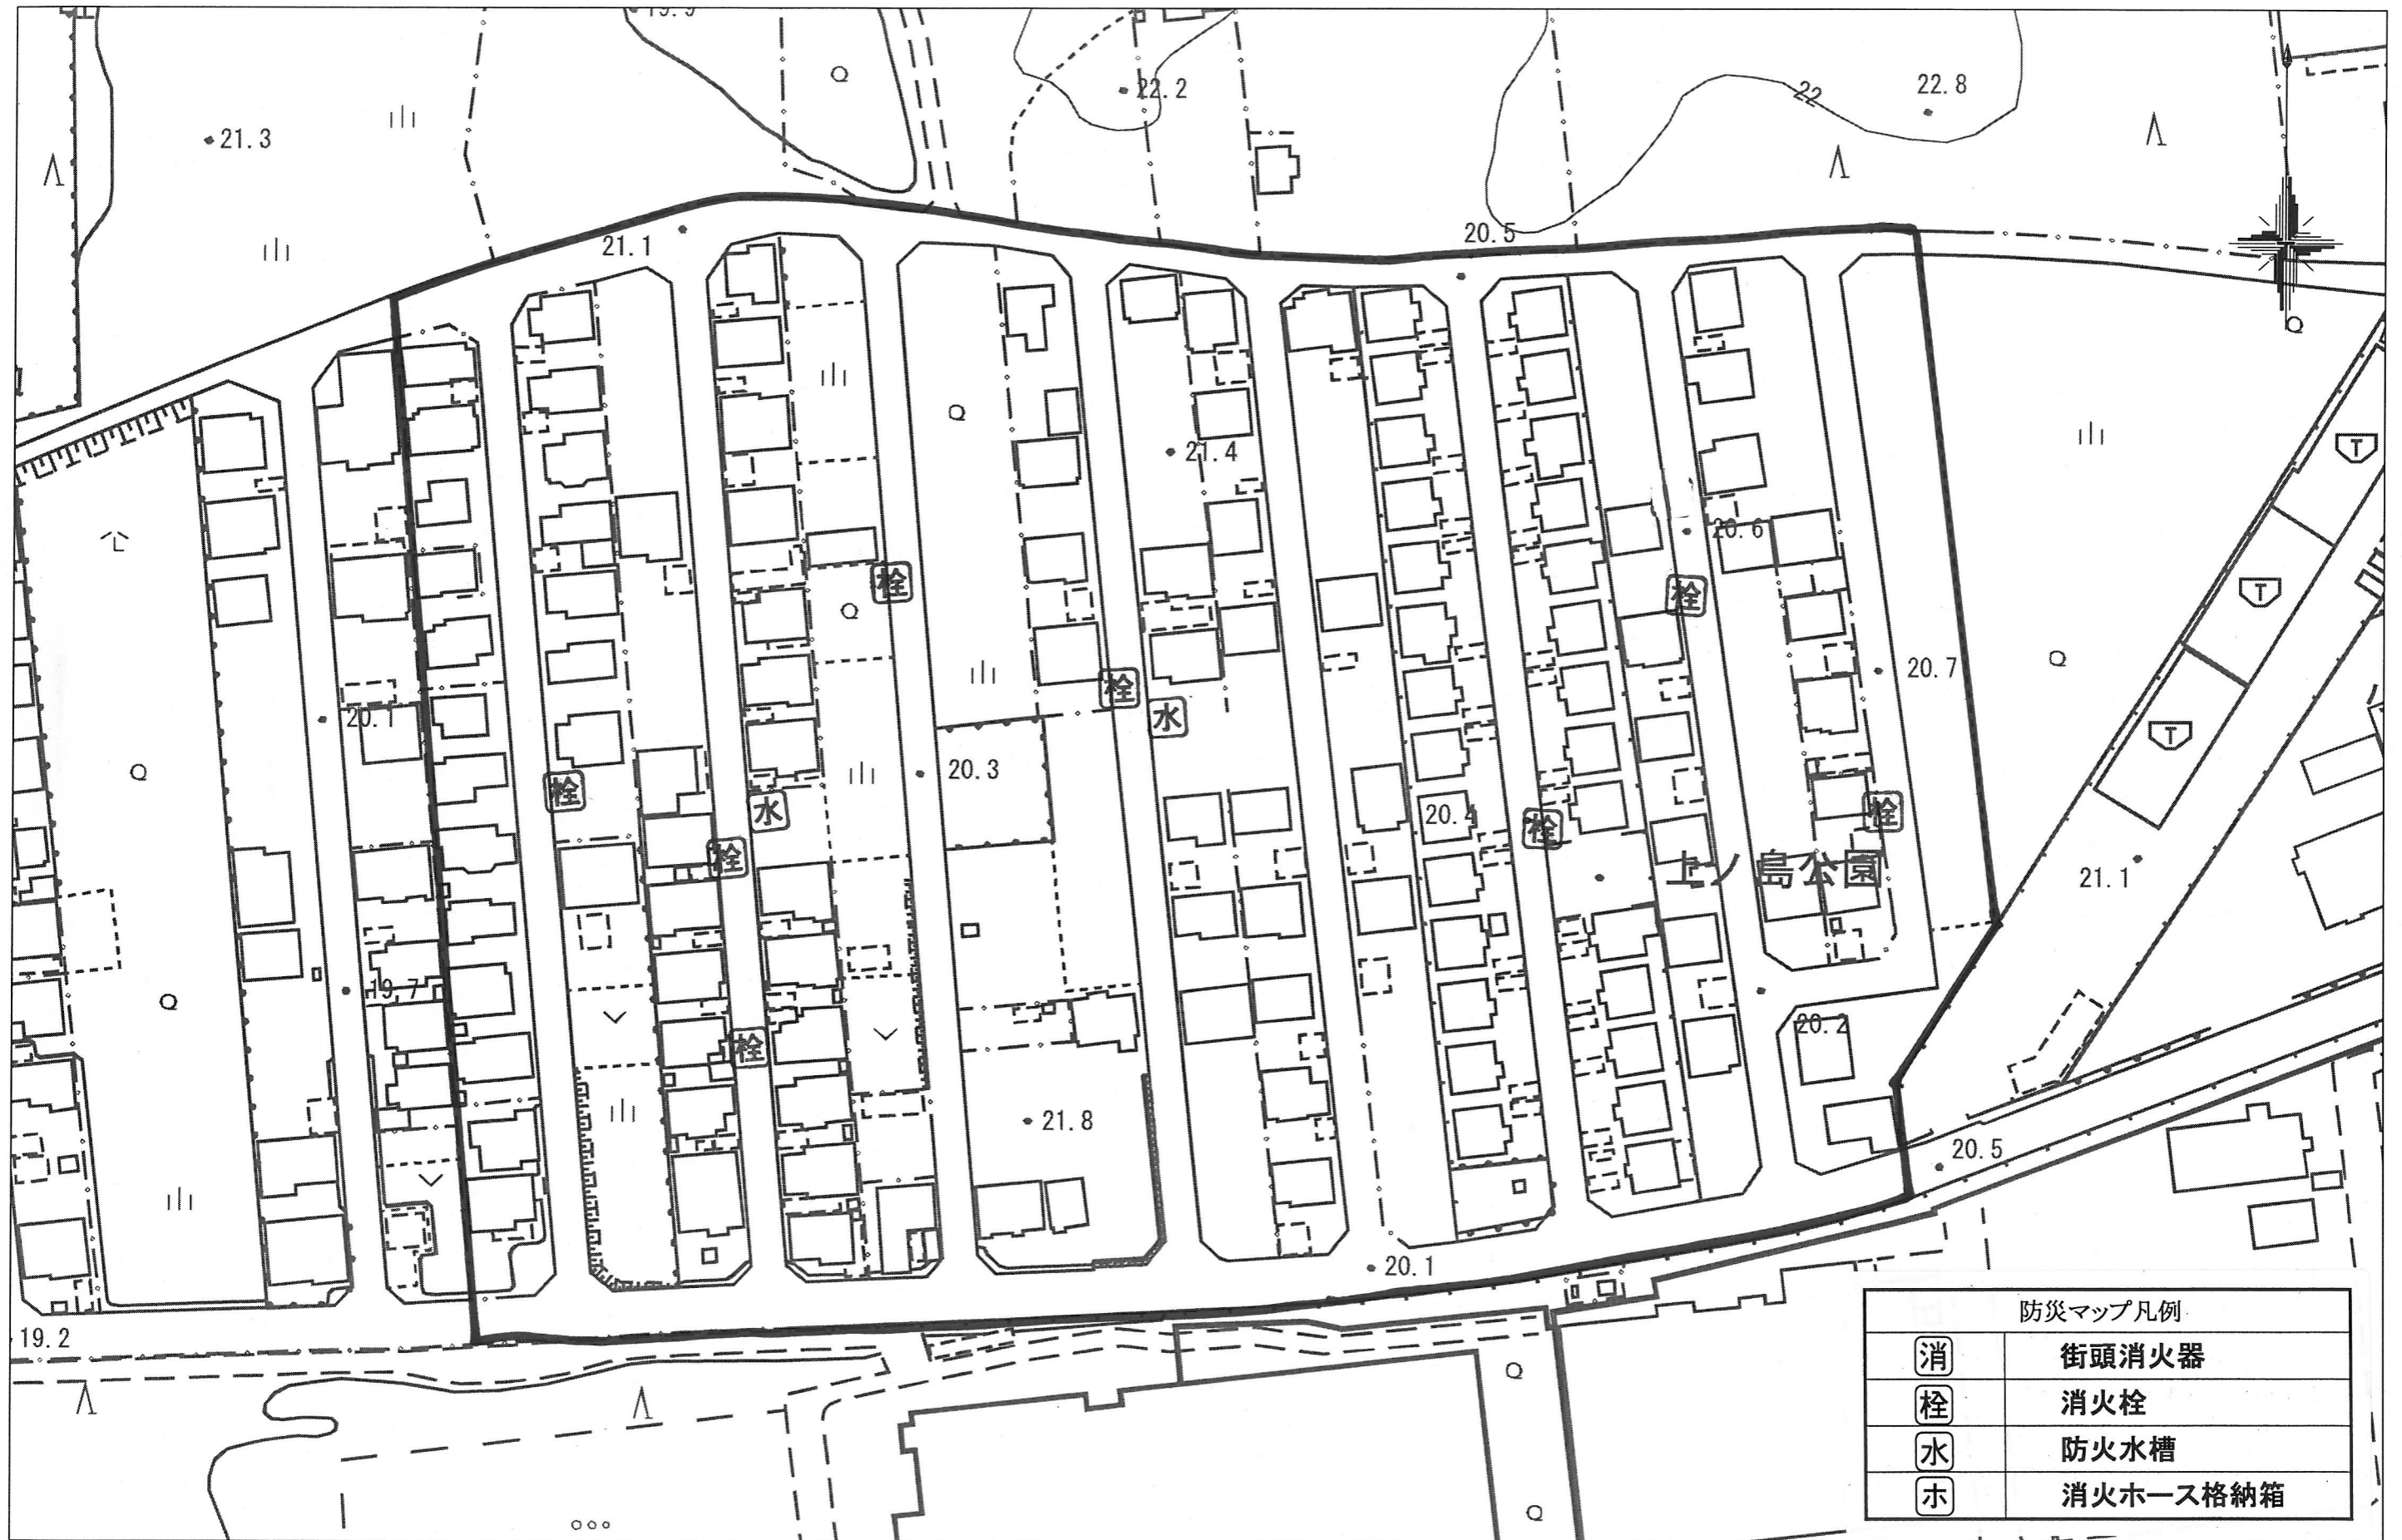 19.9
22.2
22
22.8
21.3
21.1
20.5
21.4
20.6
栓
栓
20.7
栓
水
20.1
20.3
栓
水
20.4
栓
栓
栓
上ノ島公園
21.1
19.7
栓
20.2
21.8
20.5
20.1
19.2
T
T
T
防災マップ凡例
消 街頭消火器
栓 消火栓
水 防火水槽
ホ 消火ホース格納箱